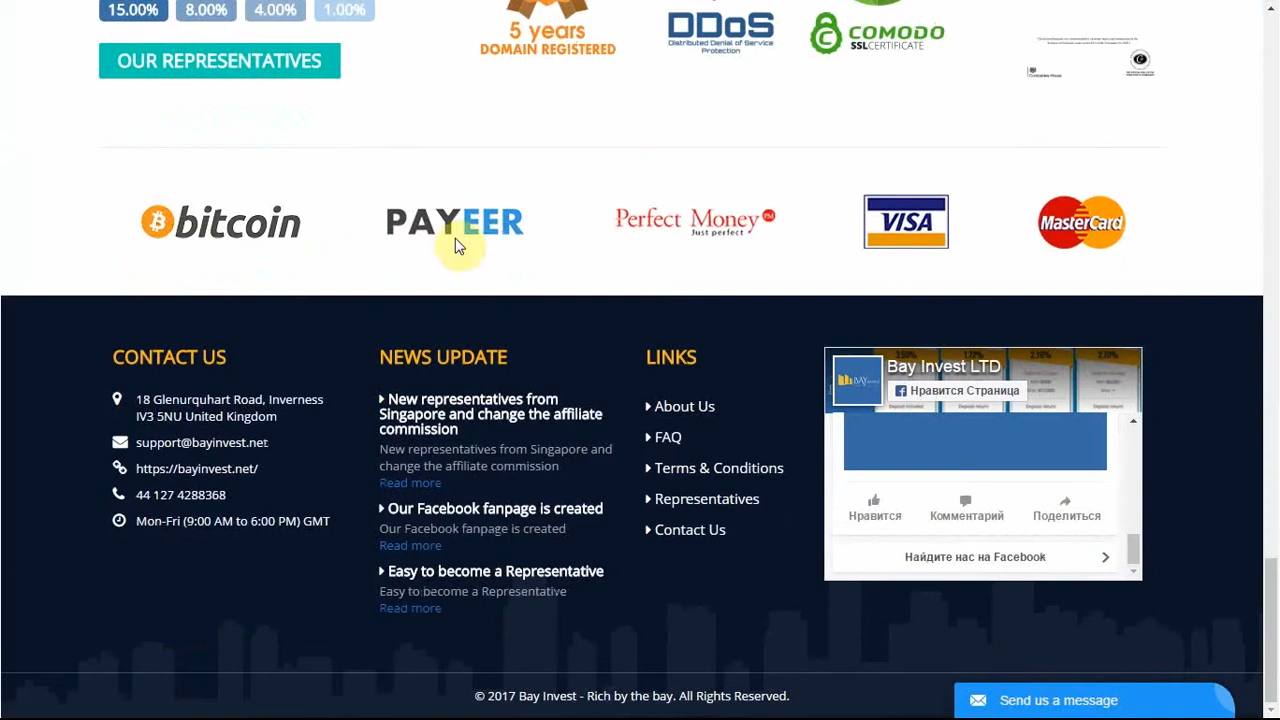 15.00%
8.00%
4.00%
1.00%
OUR REPRESENTATIVES
5 years
DOMAIN REGISTERED
DDoS
Distributed Denial of Service
Protection
COMODO
SSL CERTIFICATE
bitcoin
PAYEER
Perfect Money PM
Just perfect
VISA
MasterCard
CONTACT US
18 Glenurquhart Road, Inverness
IV3 5NU United Kingdom
support@bayinvest.net
https://bayinvest.net/
44 127 4288368
Mon-Fri (9:00 AM to 6:00 PM) GMT
NEWS UPDATE
New representatives from
Singpore and change the affiliate
commission
New representatives from Singapore and
change the affiliate commission
Read more
Our Facebook fanpage is created
Our Facebook fanpage is created
Read more
Easy to become a Representative
Easy to become a Representative
Read more
LINKS
About Us
FAQ
Terms & Conditions
Representatives
Contact Us
Bay Invest LTD
Нравится Страница
Нравится
Комментарий
Поделиться
Найдите нас на Facebook
© 2017 Bay Invest - Rich by the bay. All Rights Reserved.
Send us a message